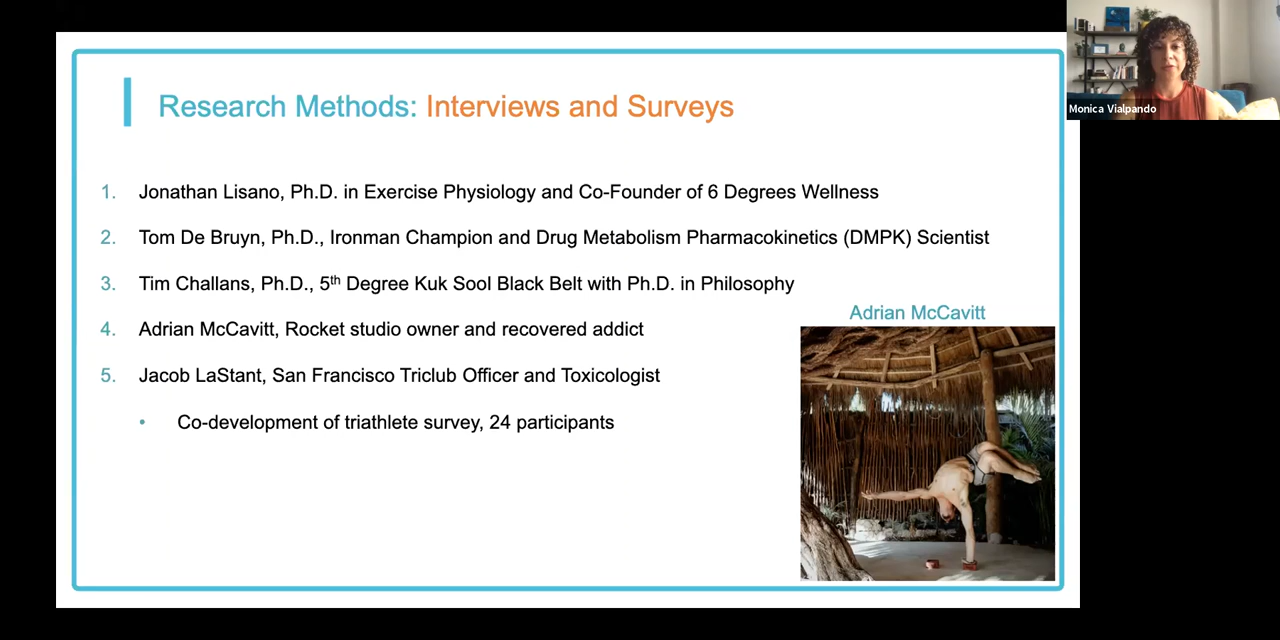 Research Methods: Interviews and Surveys
1. Jonathan Lisano, Ph.D. in Exercise Physiology and Co-Founder of 6 Degrees Wellness
2. Tom De Bruyn, Ph.D., Ironman Champion and Drug Metabolism Pharmacokinetics (DMPK) Scientist
3. Tim Challans, Ph.D., 5th Degree Kuk Sool Black Belt with Ph.D. in Philosophy
4. Adrian McCavitt, Rocket studio owner and recovered addict
5. Jacob LaStant, San Francisco Triclub Officer and Toxicologist
• Co-development of triathlete survey, 24 participants
Adrian McCavitt
Monica Vialpando